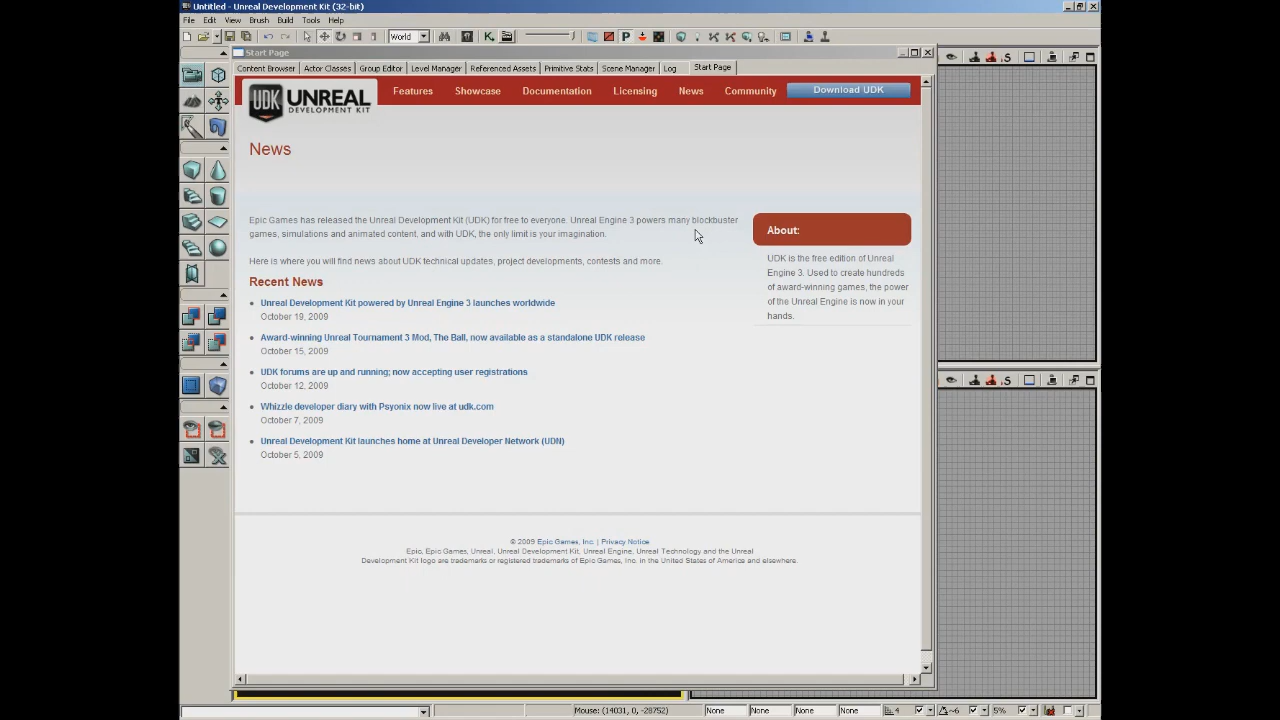 Untitled - Unreal Development Kit (32-bit)
File Edit View Brush Build Tools Help
World
Start Page
Content Browser Actor Classes Group Editor Level Manager Referenced Assets Primitive Stats Scene Manager Log Start Page
UDK UNREAL DEVELOPMENT KIT
Features Showcase Documentation Licensing News Community Download UDK
News
Epic Games has released the Unreal Development Kit (UDK) for free to everyone. Unreal Engine 3 powers many blockbuster
games, simulations and animated content. and with UDK, the only limit is your imagination.
Here is where you will find news about UDK technical updates, project developments, contests and more.
Recent News
Unreal Development Kit powered by Unreal Engine 3 launches worldwide
October 19, 2009
Award-winning Unreal Tournament 3 Mod, The Ball, now available as a standalone UDK release
October 15, 2009
UDK forums are up and running; now accepting user registrations
October 12, 2009
Whizzle developer diary with Psyonix now live at udk.com
October 7, 2009
Unreal Development Kit launches home at Unreal Developer Network (UDN)
October 5, 2009
About:
UDK is the free edition of Unreal
Engine 3. Used to create hundreds
of award-winning games, the power
of the Unreal Engine is now in your
hands.
© 2009 Epic Games, Inc. | Privacy Notice
Epic, Epic Games, Unreal, Unreal Development Kit, Unreal Engine, Unreal Technology and the Unreal
Development Kit logo are trademarks or registered trademarks of Epic Games, Inc. in the United States of America and elsewhere.
Mouse: (14031, 0, -28752) None None None None 4 ~6 5%